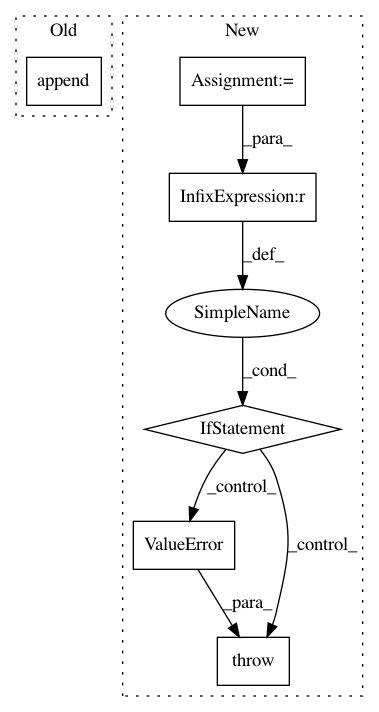 Old
New
append
Assignment:=
_para_
InfixExpression:r
_def_
SimpleName
_cond_
IfStatement
_control_
_control_
ValueError
_para_
throw